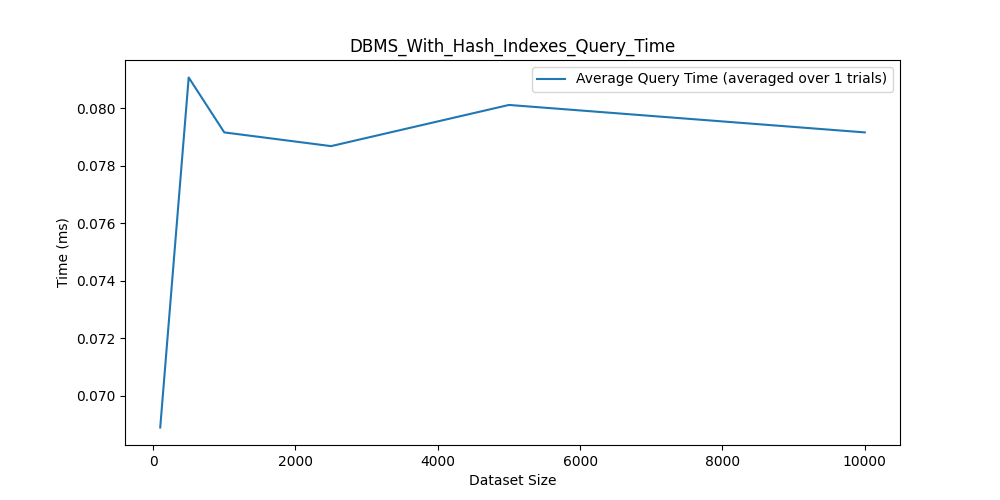 DBMS_With_Hash_Indexes_Query_Time
Average Query Time (averaged over 1 trials)
0.080
0.078
0.076
0.074
0.072
0.070
Time (ms)
0 2000 4000 6000 8000 10000
Dataset Size